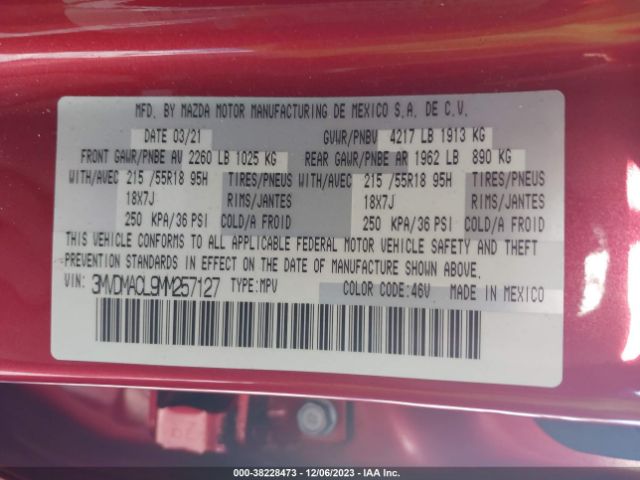 MFD. BY MAZDA MOTOR MANUFACTURING DE MEXICO S.A. DE C.V.
DATE 03/21 GVWR/PNBV 4217 LB 1913 KG
FRONT GAWR/PNBE AV 2260 LB 1025 KG REAR GAWR/PNBE AR 1962 LB 890 KG
WITH/AVEC 215 /55R18 95H TIRES/PNEUS WITH/AVEC 215 /55R18 95H TIRES/PNEUS
18X7J RIMS/JANTES 18X7J RIMS/JANTES
250 KPA/36 PSI COLD/A FROID 250 KPA/36 PSI COLD/A FROID
THIS VEHICLE CONFORMS TO ALL APPLICABLE FEDERAL MOTOR VEHICLE SAFETY AND THEFT
PREVENTION STANDARDS IN EFFECT ON THE DATE OF MANUFACTURE SHOWN ABOVE.
VIN: 3MVDMACL9MM257127 TYPE:MPV COLOR CODE:46V MADE IN MEXICO
000-38228473 - 12/06/2023 - IAA Inc.